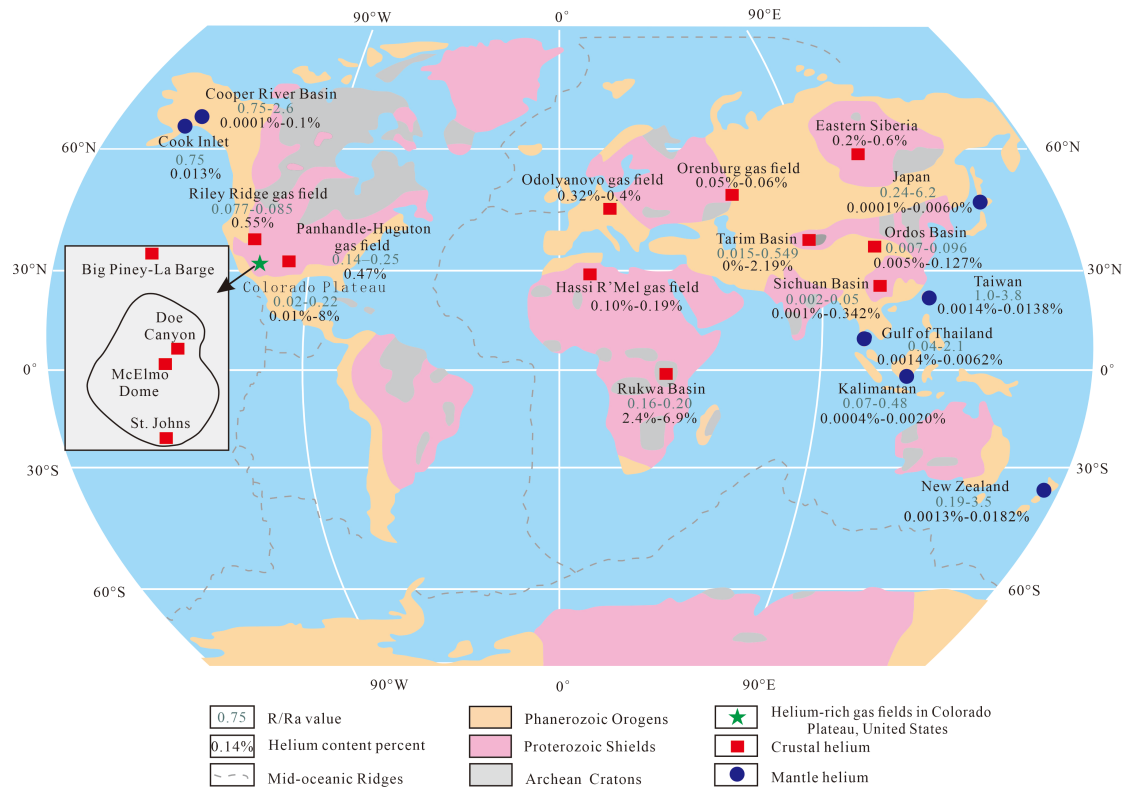 90°W
0°
90°E
Cooper River Basin
0.75-2.6
0.0001%-0.1%
Cook Inlet
0.75
0.013%
60°N
60°N
Eastern Siberia
0.2%-0.6%
Orenburg gas field
0.05%-0.06%
Odolyanovo gas field
0.32%-0.4%
Japan
0.24-6.2
0.0001%-0.0060%
Riley Ridge gas field
0.077-0.085
0.55%
Panhandle-Huguton
gas field
0.14-0.25
0.47%
Tarim Basin
0.015-0.549
0%-2.19%
Ordos Basin
0.007-0.096
0.005%-0.127%
30°N
30°N
Big Piney-La Barge
Colorado Plateau
0.02-0.22
0.01%-8%
Hassi R’Mel gas field
0.10%-0.19%
Sichuan Basin
0.002-0.05
0.001%-0.342%
Taiwan
1.0-3.8
0.0014%-0.0138%
Doe
Canyon
McElmo
Dome
St. Johns
Gulf of Thailand
0.04-2.1
0.0014%-0.0062%
0°
0°
Rukwa Basin
0.16-0.20
2.4%-6.9%
Kalimantan
0.07-0.48
0.0004%-0.0020%
30°S
30°S
New Zealand
0.19-3.5
0.0013%-0.0182%
60°S
60°S
90°W
0°
90°E
0.75
R/Ra value
0.14%
Helium content percent
Mid-oceanic Ridges
Phanerozoic Orogens
Proterozoic Shields
Archean Cratons
Helium-rich gas fields in Colorado
Plateau, United States
Crustal helium
Mantle helium